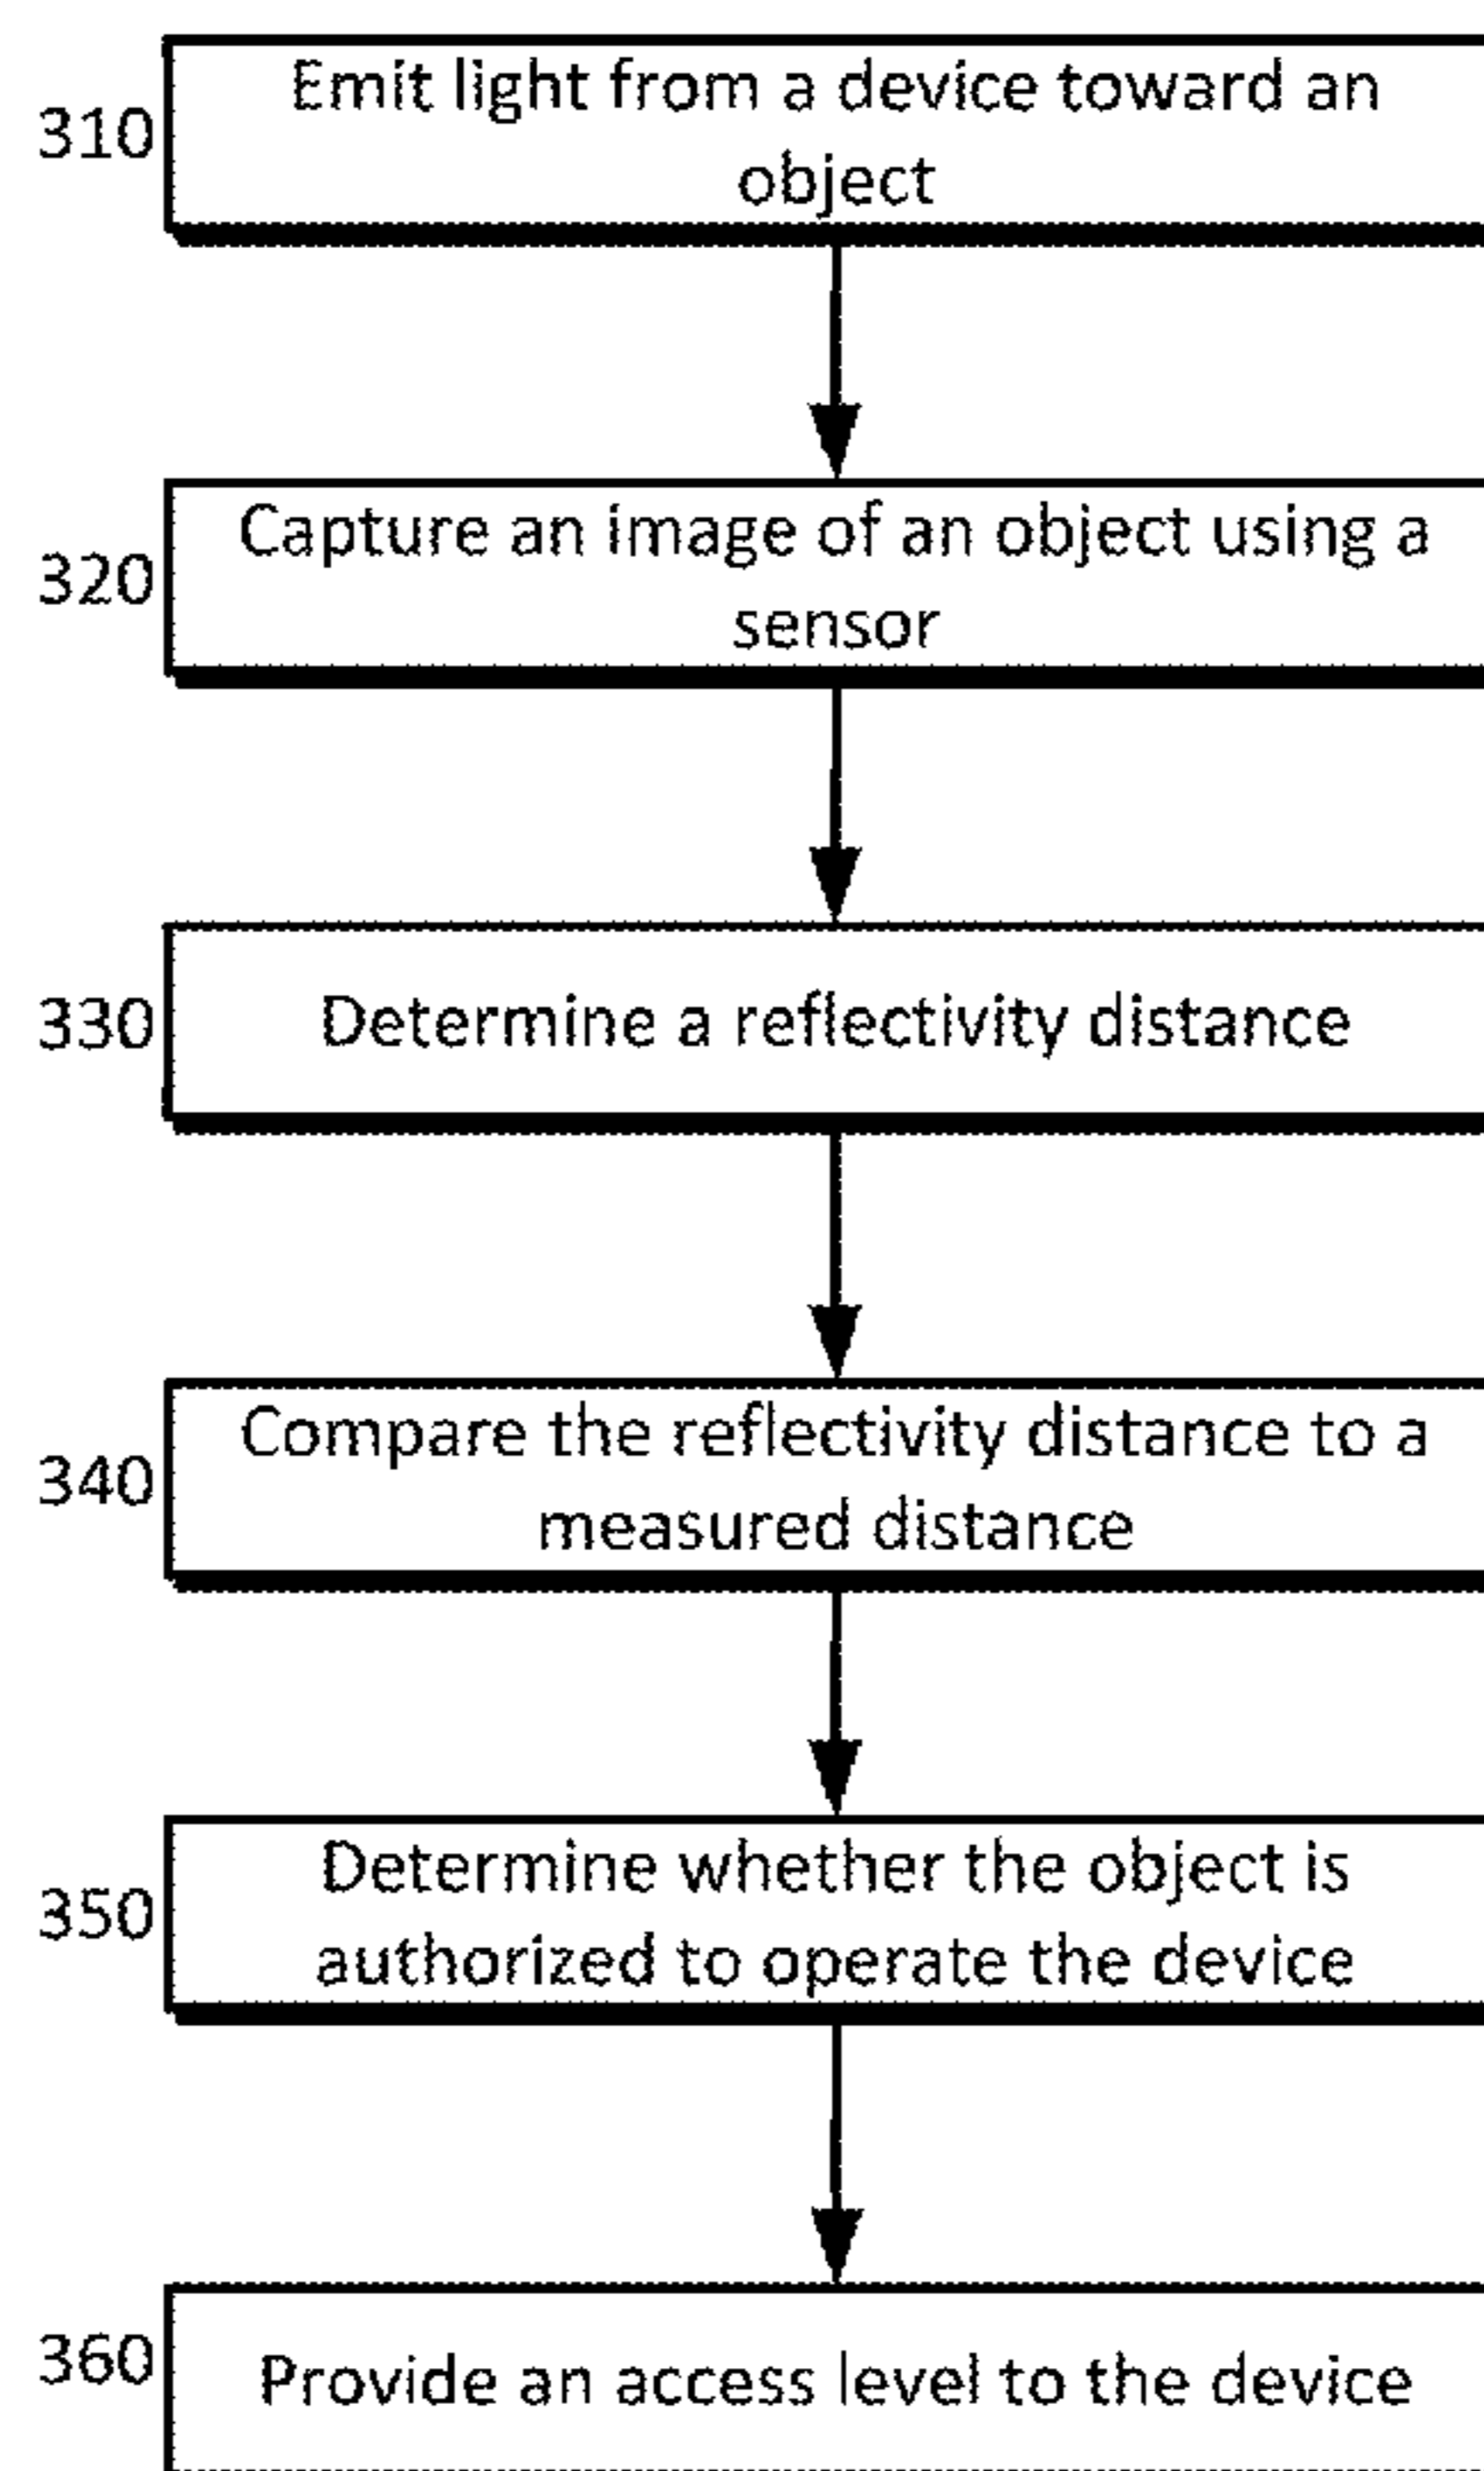 310
Emit light from a device toward an
object
320
Capture an image of an object using a
sensor
330
Determine a reflectivity distance
340
Compare the reflectivity distance to a
measured distance
350
Determine whether the object is
authorized to operate the device
360
Provide an access level to the device